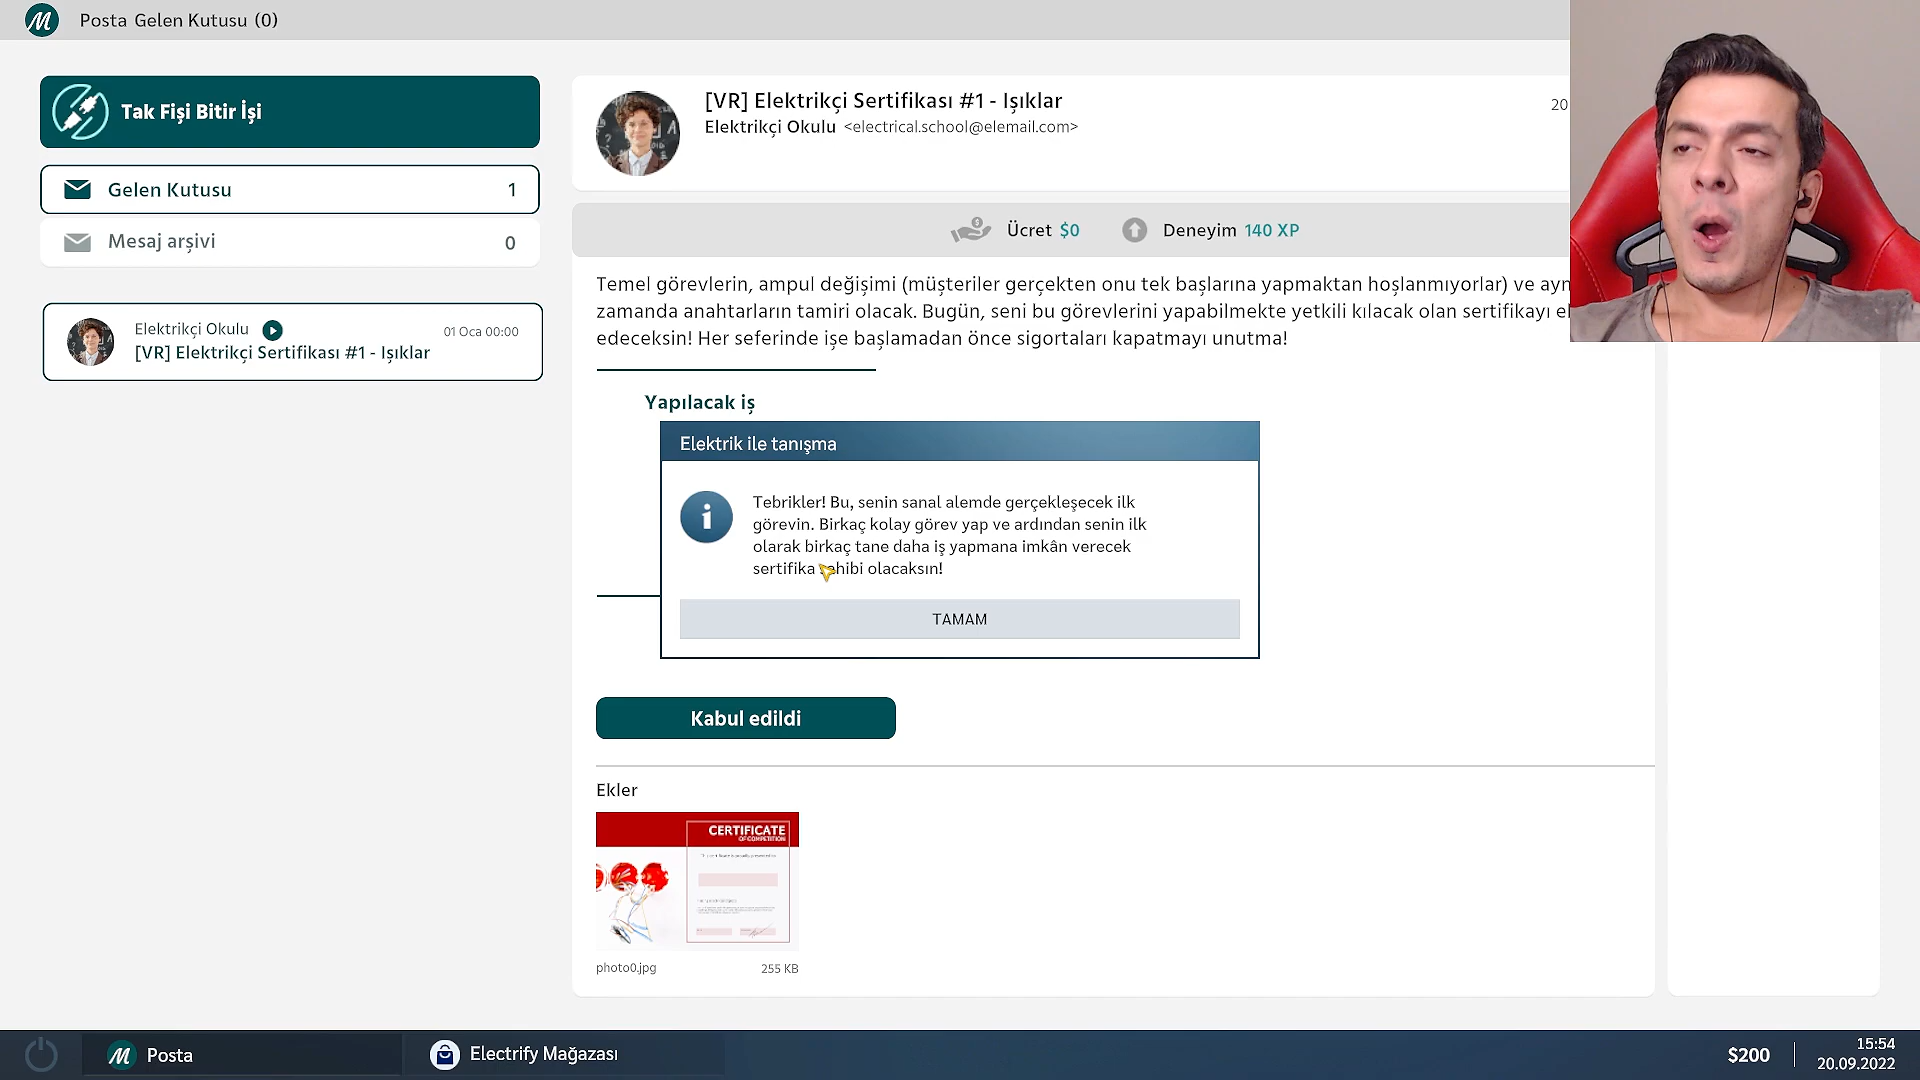 Posta Gelen Kutusu (0)
Tak Fişi Bitir İşi
Gelen Kutusu 1
Mesaj arşivi 0
Elektrikçi Okulu 01 Oca 00:00
[VR] Elektrikçi Sertifikası #1 - Işıklar
[VR] Elektrikçi Sertifikası #1 - Işıklar 20
Elektrikçi Okulu <electrical.school@elemail.com>
Ücret $0 Deneyim 140 XP
Temel görevlerin, ampul değişimi (müşteriler gerçekten onu tek başlarına yapmaktan hoşlanmıyorlar) ve ayn
zamanda anahtarların tamiri olacak. Bugün, seni bu görevlerini yapabilmekte yetkili kılacak olan sertifikayı el
edeceksin! Her seferinde işe başlamadan önce sigortaları kapatmayı unutma!
Yapılacak iş
Elektrik ile tanışma
Tebrikler! Bu, senin sanal alemde gerçekleşecek ilk
görevin. Birkaç kolay görev yap ve ardından senin ilk
olarak birkaç tane daha iş yapmana imkân verecek
sertifika sahibi olacaksın!
TAMAM
Kabul edildi
Ekler
CERTIFICATE
OF COMPETITION
photo0.jpg 255 KB
Posta
Electrify Mağazası
$200
15:54
20.09.2022